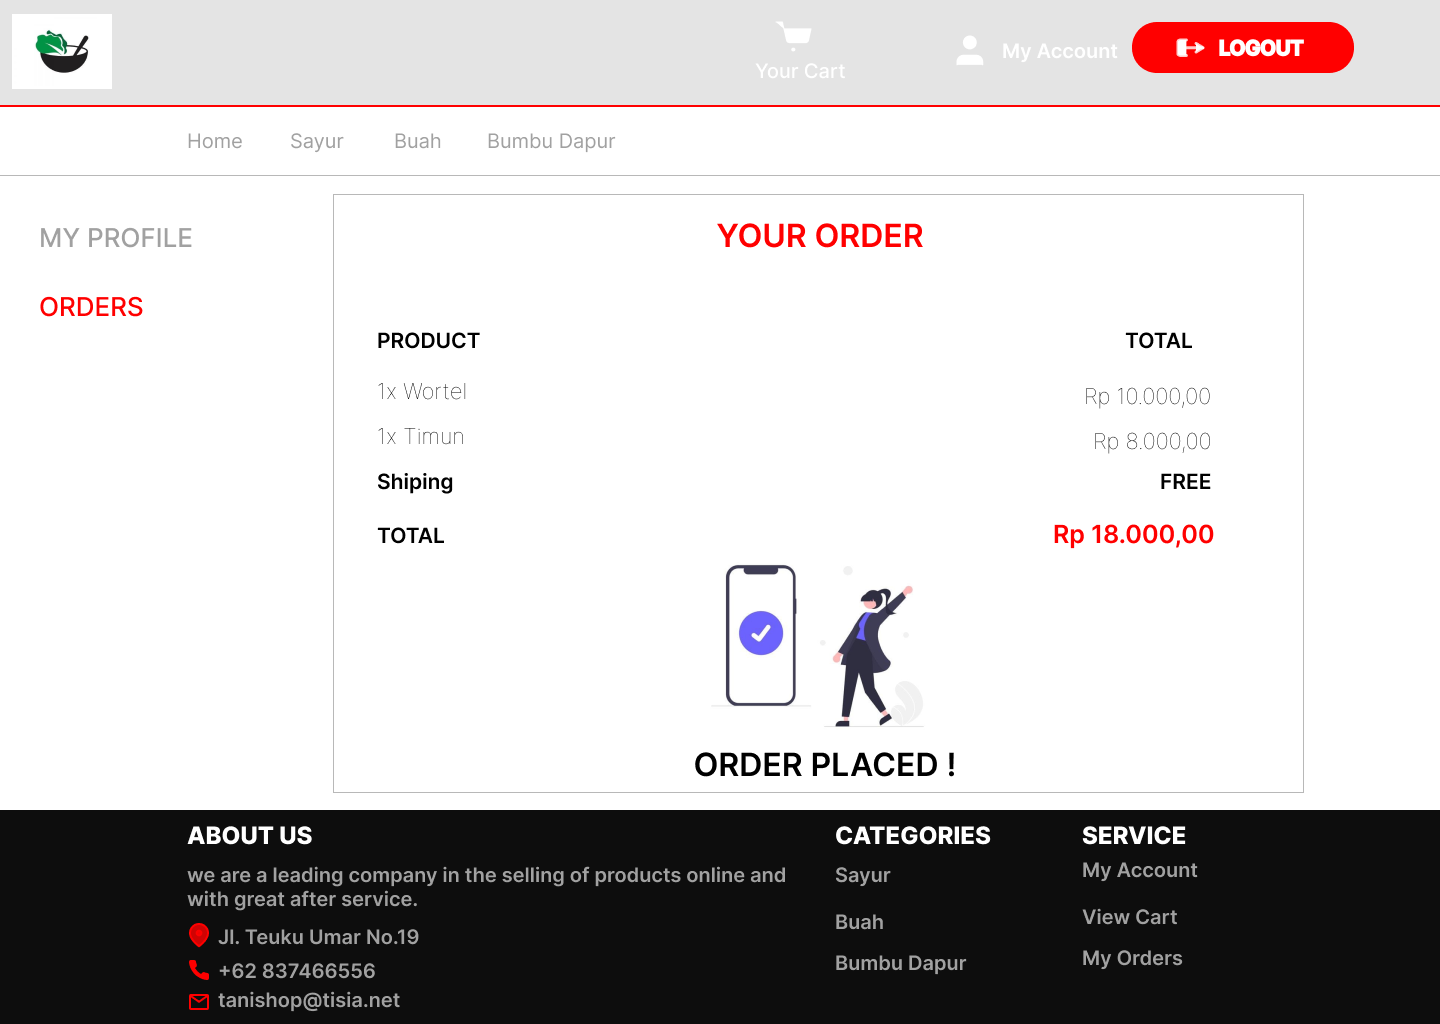 Your Cart
My Account
LOGOUT
Home
Sayur
Buah
Bumbu Dapur
MY PROFILE
ORDERS
YOUR ORDER
PRODUCT
TOTAL
1x Wortel
Rp 10.000,00
1x Timun
Rp 8.000,00
Shiping
FREE
TOTAL
Rp 18.000,00
ORDER PLACED !
ABOUT US
we are a leading company in the selling of products online and
with great after service.
Jl. Teuku Umar No.19
+62 837466556
tanishop@tisia.net
CATEGORIES
Sayur
Buah
Bumbu Dapur
SERVICE
My Account
View Cart
My Orders